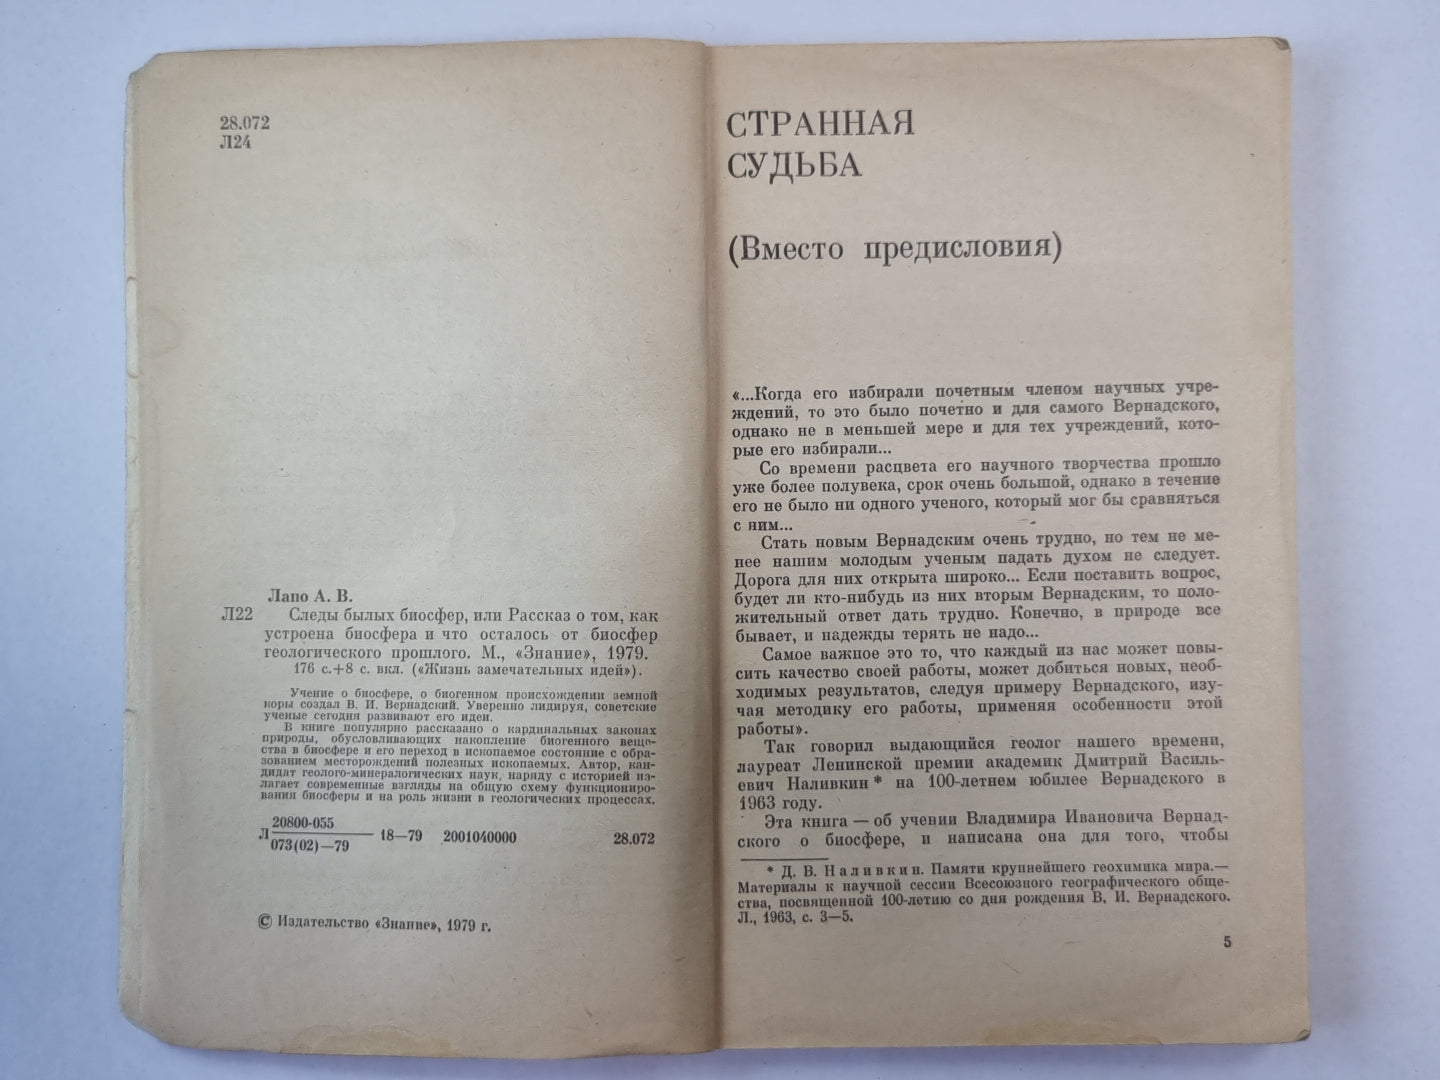 28.072
Л24
Лапо А. В.
Л22 Следы былых биосфер, или Рассказ о том, как
устроена биосфера и что осталось от биосфер
геологического прошлого. М., «Знание», 1979.
176 с.+8 с. вкл. («Жизнь замечательных идей»).
Учение о биосфере, о биогенном происхождении земной
коры создал В. И. Вернадский. Уверенно лидируя, советские
ученые сегодня развивают его идеи.
В книге популярно рассказано о кардинальных законах
природы, обусловливающих накопление биогенного веще-
ства в биосфере и его переход в ископаемое состояние с обра-
зованием месторождений полезных ископаемых. Автор, кан-
дидат геолого-минералогических наук, наряду с историей из-
лагает современные взгляды на общую схему функциониро-
вания биосферы и на роль жизни в геологических процессах.
20800-055
Л 18—79 2001040000 28.072
073(02)—79
© Издательство «Знание», 1979 г.
СТРАННАЯ
СУДЬБА
(Вместо предисловия)
«...Когда его избирали почетным членом научных учре-
ждений, то это было почетно и для самого Вернадского,
однако не в меньшей мере и для тех учреждений, кото-
рые его избирали...
Со времени расцвета его научного творчества прошло
уже более полувека, срок очень большой, однако в течение
его не было ни одного ученого, который мог бы сравняться
с ним...
Стать новым Вернадским очень трудно, но тем не ме-
нее нашим молодым ученым падать духом не следует.
Дорога для них открыта широко... Если поставить вопрос,
будет ли кто-нибудь из них вторым Вернадским, то поло-
жительный ответ дать трудно. Конечно, в природе все
бывает, и надежды терять не надо...
Самое важное это то, что каждый из нас может повы-
сить качество своей работы, может добиться новых, необ-
ходимых результатов, следуя примеру Вернадского, изу-
чая методику его работы, применяя особенности этой
работы».
Так говорил выдающийся геолог нашего времени,
лауреат Ленинской премии академик Дмитрий Василь-
евич Наливкин * на 100-летнем юбилее Вернадского в
1963 году.
Эта книга — об учении Владимира Ивановича Вернад-
ского о биосфере, и написана она для того, чтобы
* Д. В. Наливкин. Памяти крупнейшего геохимика мира.—
Материалы к научной сессии Всесоюзного географического обще-
ства, посвященной 100-летию со дня рождения В. И. Вернадского.
Л., 1963, с. 3—5.
5